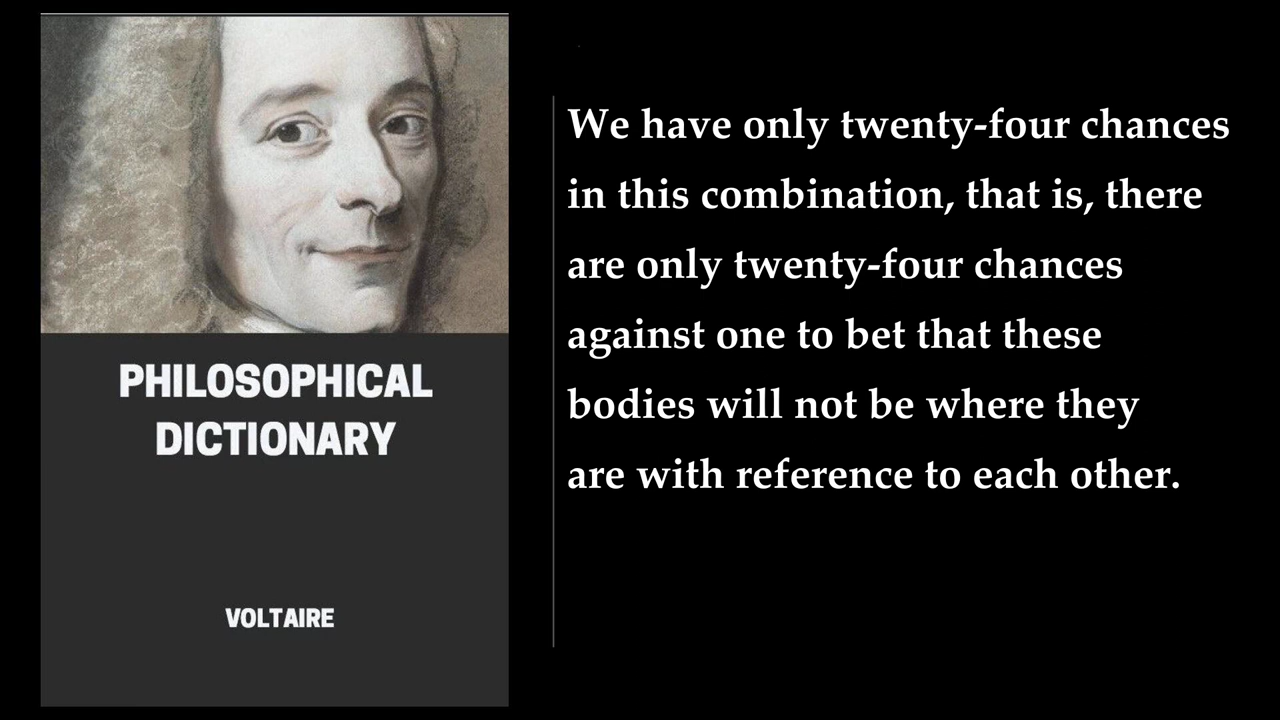 PHILOSOPHICAL
DICTIONARY
VOLTAIRE
We have only twenty-four chances
in this combination, that is, there
are only twenty-four chances
against one to bet that these
bodies will not be where they
are with reference to each other.